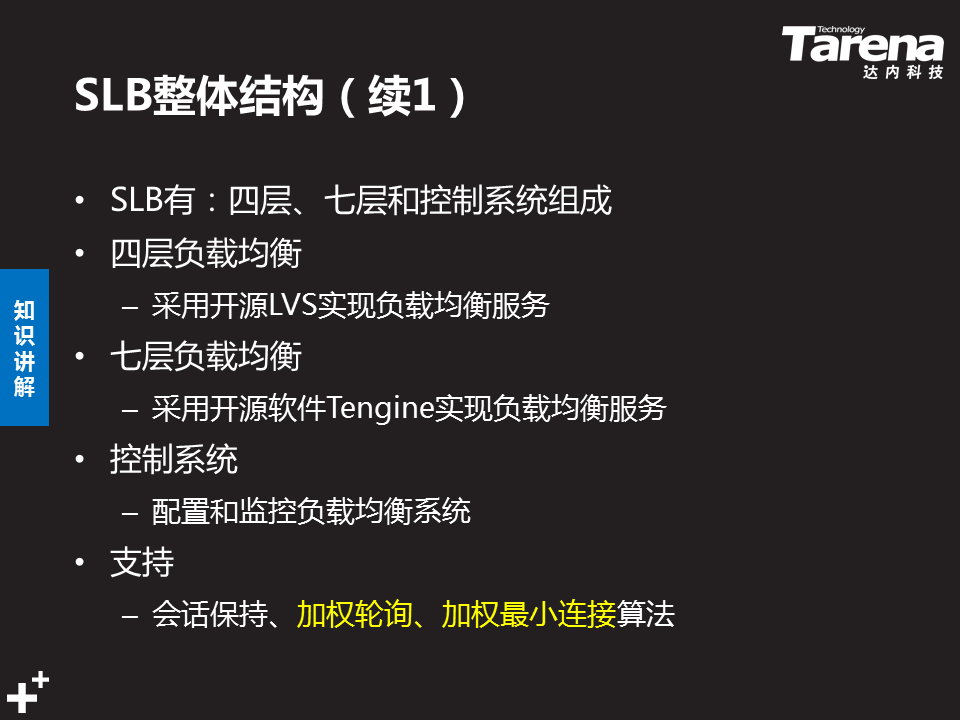 Technology
Tarena
达内科技
SLB整体结构（续1）
• SLB有：四层、七层和控制系统组成
• 四层负载均衡
– 采用开源LVS实现负载均衡服务
• 七层负载均衡
– 采用开源软件Tengine实现负载均衡服务
• 控制系统
– 配置和监控负载均衡系统
• 支持
– 会话保持、加权轮询、加权最小连接算法
知识讲解